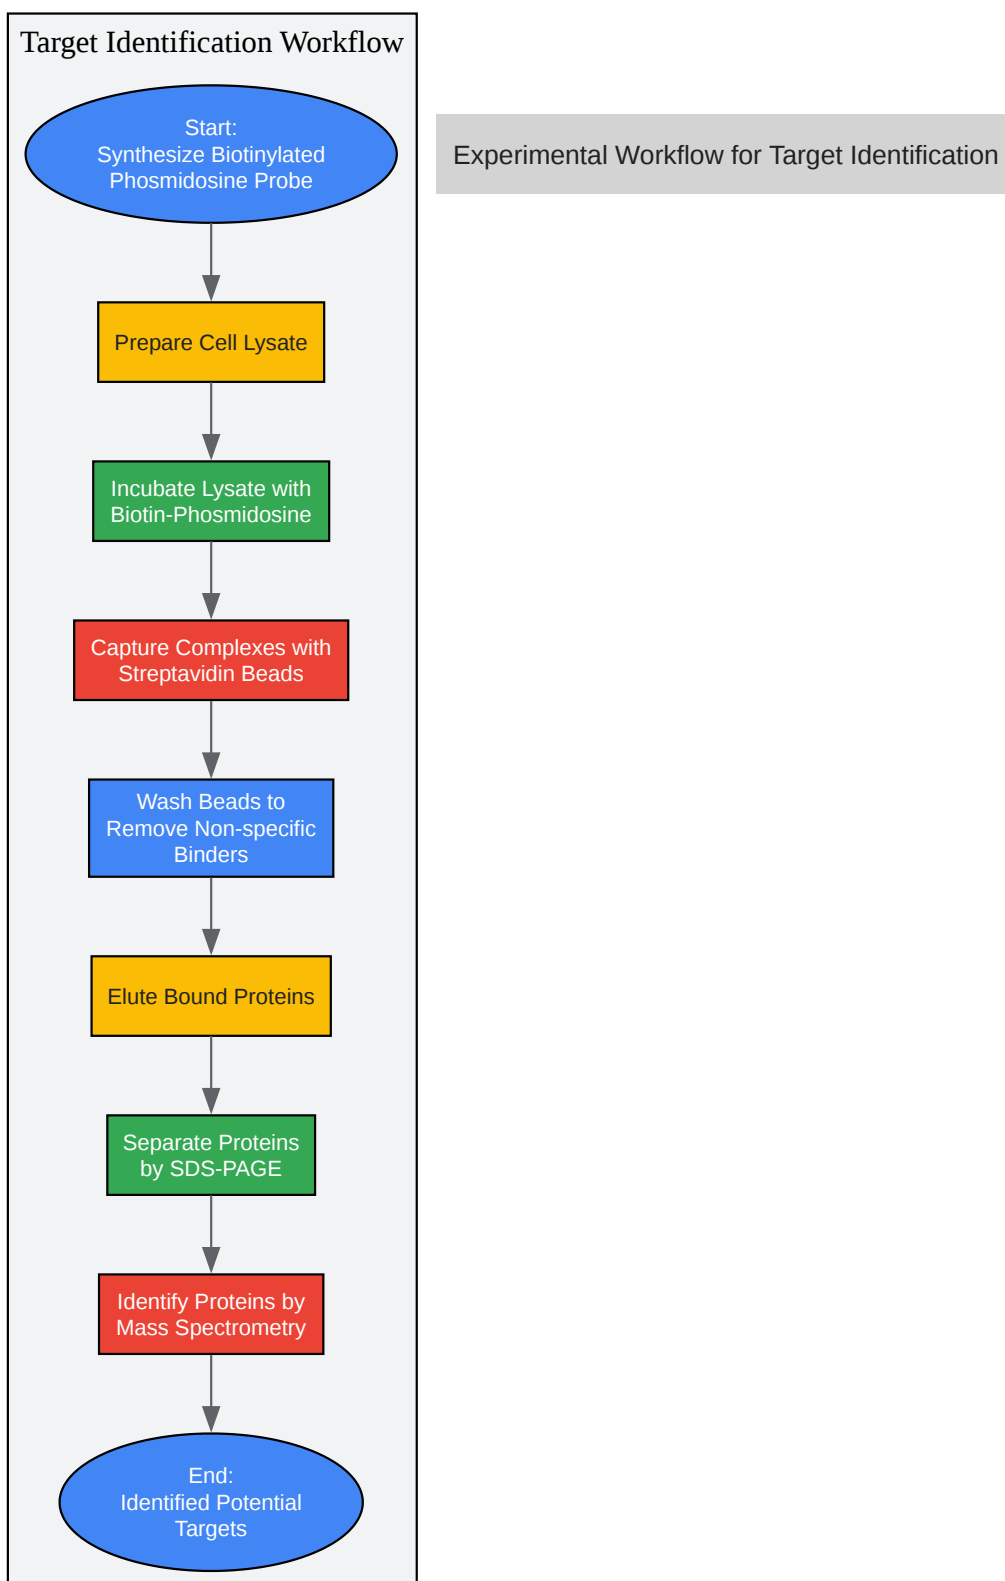 Target Identification Workflow
Start:
Synthesize Biotinylated
Phosmidosine Probe
Experimental Workflow for Target Identification
Prepare Cell Lysate
Incubate Lysate with
Biotin-Phosmidosine
Capture Complexes with
Streptavidin Beads
Wash Beads to
Remove Non-specific
Binders
Elute Bound Proteins
Separate Proteins
by SDS-PAGE
Identify Proteins by
Mass Spectrometry
End:
Identified Potential
Targets